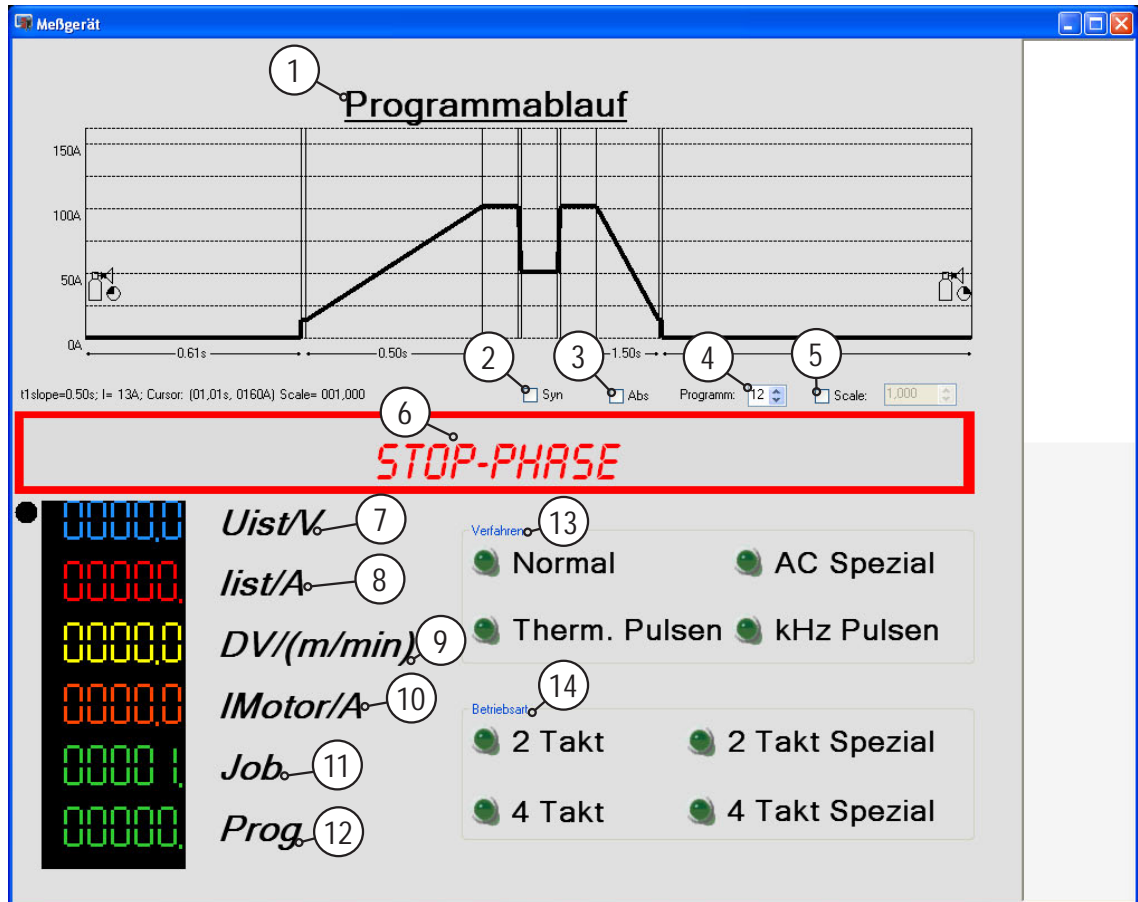 Meßgerät
1
Programmablauf
150A
100A
50A
0A
0.61s
0.50s
1.50s
2
3
4
5
t1slope=0.50s; I= 13A; Cursor: (01,01s, 0160A) Scale= 001,000
Syn
Abs
Programm: 12
Scale: 1,000
6
STOP-PHASE
0000,0 Uist/V 7
00000, Iist/A 8
0000,0 DV/(m/min) 9
0000,0 IMotor/A 10
00001, Job 11
00000, Prog 12
Verfahren 13
Normal
AC Spezial
Therm. Pulsen
kHz Pulsen
Betriebsart 14
2 Takt
2 Takt Spezial
4 Takt
4 Takt Spezial